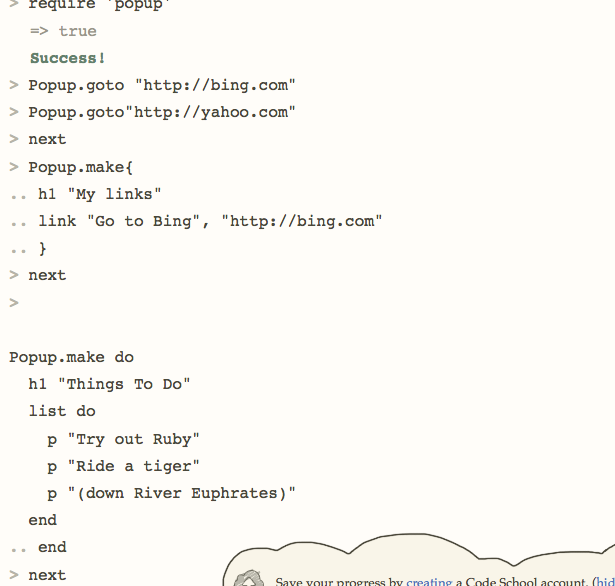 > require 'popup'
=> true
Success!
> Popup.goto "http://bing.com"
> Popup.goto"http://yahoo.com"
> next
> Popup.make{
.. h1 "My links"
.. link "Go to Bing", "http://bing.com"
.. }
> next
>
Popup.make do
h1 "Things To Do"
list do
p "Try out Ruby"
p "Ride a tiger"
p "(down River Euphrates)"
end
.. end
> next
Save your progress by creating a Code School account. (hid